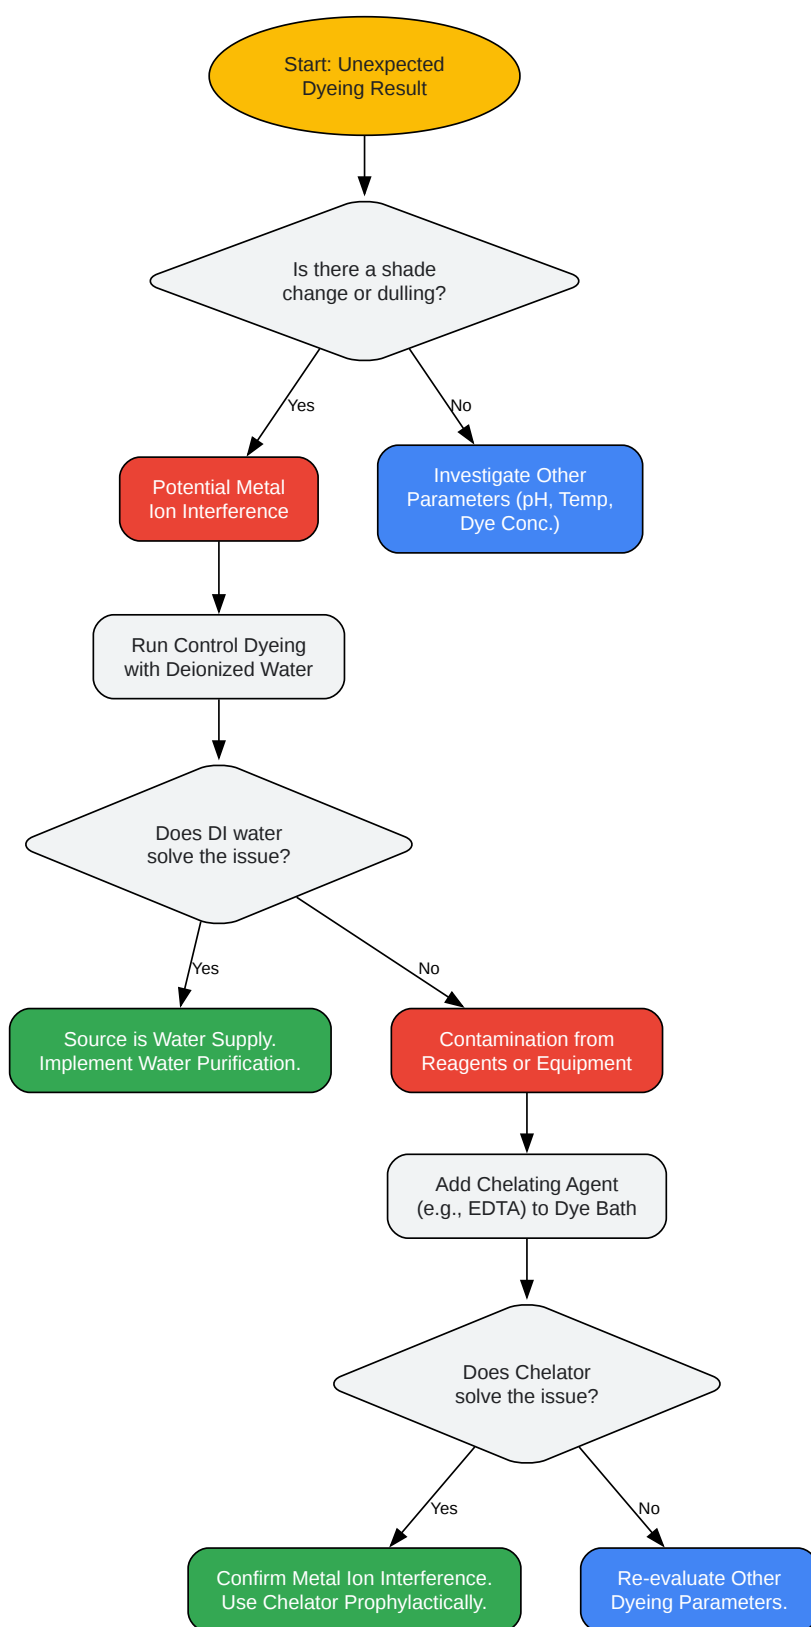 Start: Unexpected
Dyeing Result
Is there a shade
change or dulling?
Yes
No
Potential Metal
Ion Interference
Investigate Other
Parameters (pH, Temp,
Dye Conc.)
Run Control Dyeing
with Deionized Water
Does DI water
solve the issue?
Yes
No
Source is Water Supply.
Implement Water Purification.
Contamination from
Reagents or Equipment
Add Chelating Agent
(e.g., EDTA) to Dye Bath
Does Chelator
solve the issue?
Yes
No
Confirm Metal Ion Interference.
Use Chelator Prophylactically.
Re-evaluate Other
Dyeing Parameters.